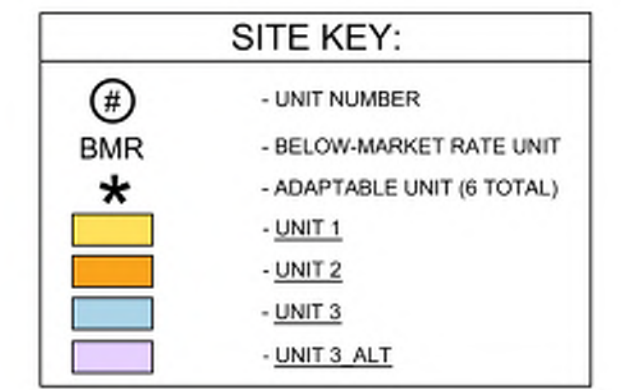 SITE KEY:
# - UNIT NUMBER
BMR - BELOW-MARKET RATE UNIT
* - ADAPTABLE UNIT (6 TOTAL)
- UNIT 1
- UNIT 2
- UNIT 3
- UNIT 3_ALT